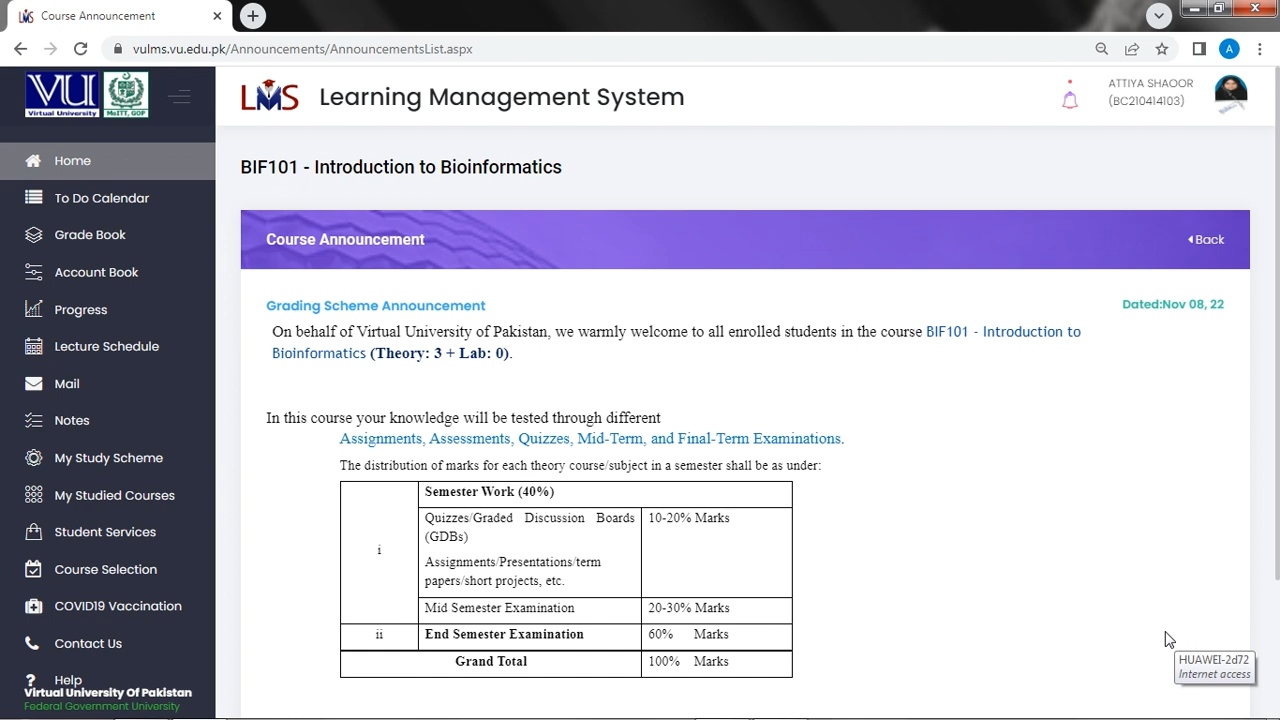 Course Announcement
vulms.vu.edu.pk/Announcements/AnnouncementsList.aspx
A
VU
Virtual University
MoITT, GOP
LMS
Learning Management System
ATTIYA SHAOOR
(BC210414103)
Home
To Do Calendar
Grade Book
Account Book
Progress
Lecture Schedule
Mail
Notes
My Study Scheme
My Studied Courses
Student Services
Course Selection
COVID19 Vaccination
Contact Us
Help
Virtual University Of Pakistan
Federal Government University
BIF101 - Introduction to Bioinformatics
Course Announcement
Back
Grading Scheme Announcement
Dated:Nov 08, 22
On behalf of Virtual University of Pakistan, we warmly welcome to all enrolled students in the course BIF101 - Introduction to
Bioinformatics (Theory: 3 + Lab: 0).
In this course your knowledge will be tested through different
Assignments, Assessments, Quizzes, Mid-Term, and Final-Term Examinations.
The distribution of marks for each theory course/subject in a semester shall be as under:
i
Semester Work (40%)
Quizzes/Graded Discussion Boards
(GDBs)
10-20% Marks
Assignments/Presentations/term
papers/short projects, etc.
Mid Semester Examination
20-30% Marks
ii
End Semester Examination
60% Marks
Grand Total
100% Marks
HUAWEI-2d72
Internet access